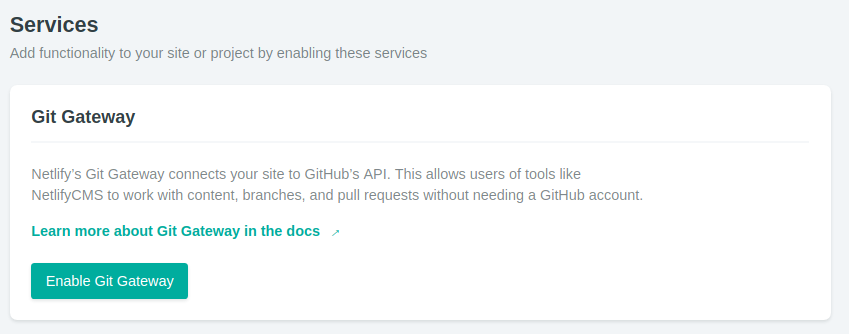 Services
Add functionality to your site or project by enabling these services
Git Gateway
Netlify’s Git Gateway connects your site to GitHub’s API. This allows users of tools like
NetlifyCMS to work with content, branches, and pull requests without needing a GitHub account.
Learn more about Git Gateway in the docs →
Enable Git Gateway